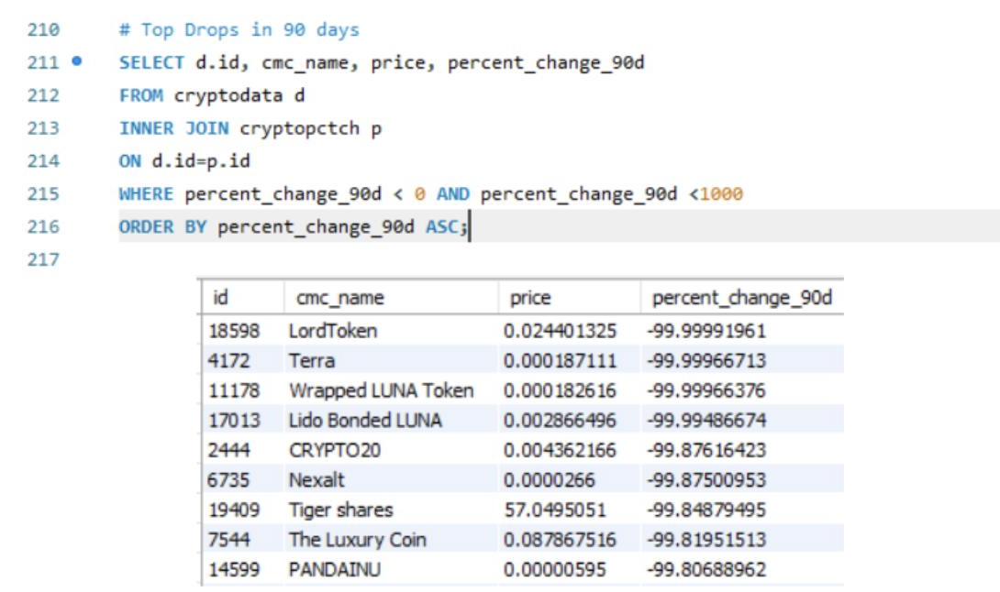 210 # Top Drops in 90 days
211 SELECT d.id, cmc_name, price, percent_change_90d
212 FROM cryptodata d
213 INNER JOIN cryptopctch p
214 ON d.id=p.id
215 WHERE percent_change_90d < 0 AND percent_change_90d <1000
216 ORDER BY percent_change_90d ASC;
217
id cmc_name price percent_change_90d
18598 LordToken 0.024401325 -99.99991961
4172 Terra 0.000187111 -99.99966713
11178 Wrapped LUNA Token 0.000182616 -99.99966376
17013 Lido Bonded LUNA 0.002866496 -99.99486674
2444 CRYPTO20 0.004362166 -99.87616423
6735 Nexalt 0.0000266 -99.87500953
19409 Tiger shares 57.0495051 -99.84879495
7544 The Luxury Coin 0.087867516 -99.81951513
14599 PANDAINU 0.00000595 -99.80688962